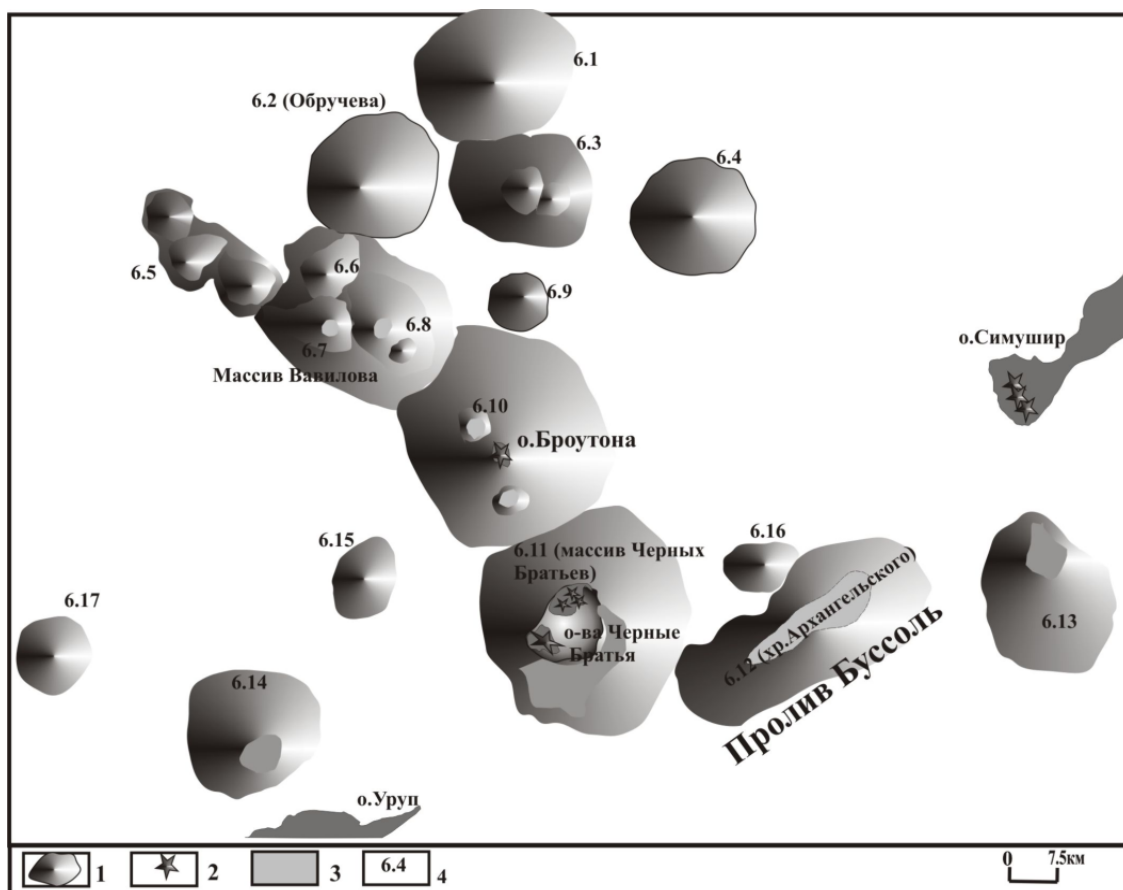 6.1
6.2 (Обручева)
6.3
6.4
6.5
6.6
6.9
6.8
6.7
Массив Вавилова
о.Симушир
6.10
о.Броутона
6.11 (массив Черных
Братьев)
6.16
6.15
6.17
о-ва Черные
Братья
6.12 (хр.Архангельского)
6.13
Пролив Буссоль
6.14
о.Уруп
1
2
3
6.4
4
0 7.5км